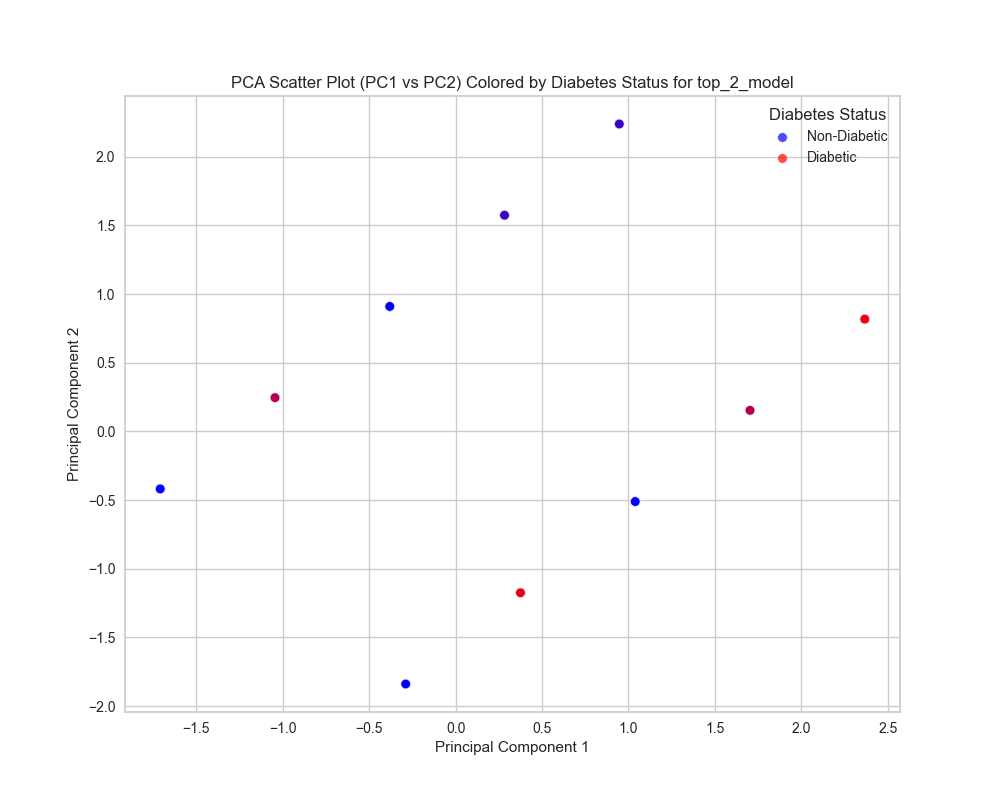 PCA Scatter Plot (PC1 vs PC2) Colored by Diabetes Status for top_2_model
Diabetes Status
Non-Diabetic
Diabetic
Principal Component 2
2.0
1.5
1.0
0.5
0.0
−0.5
−1.0
−1.5
−2.0
−1.5 −1.0 −0.5 0.0 0.5 1.0 1.5 2.0 2.5
Principal Component 1